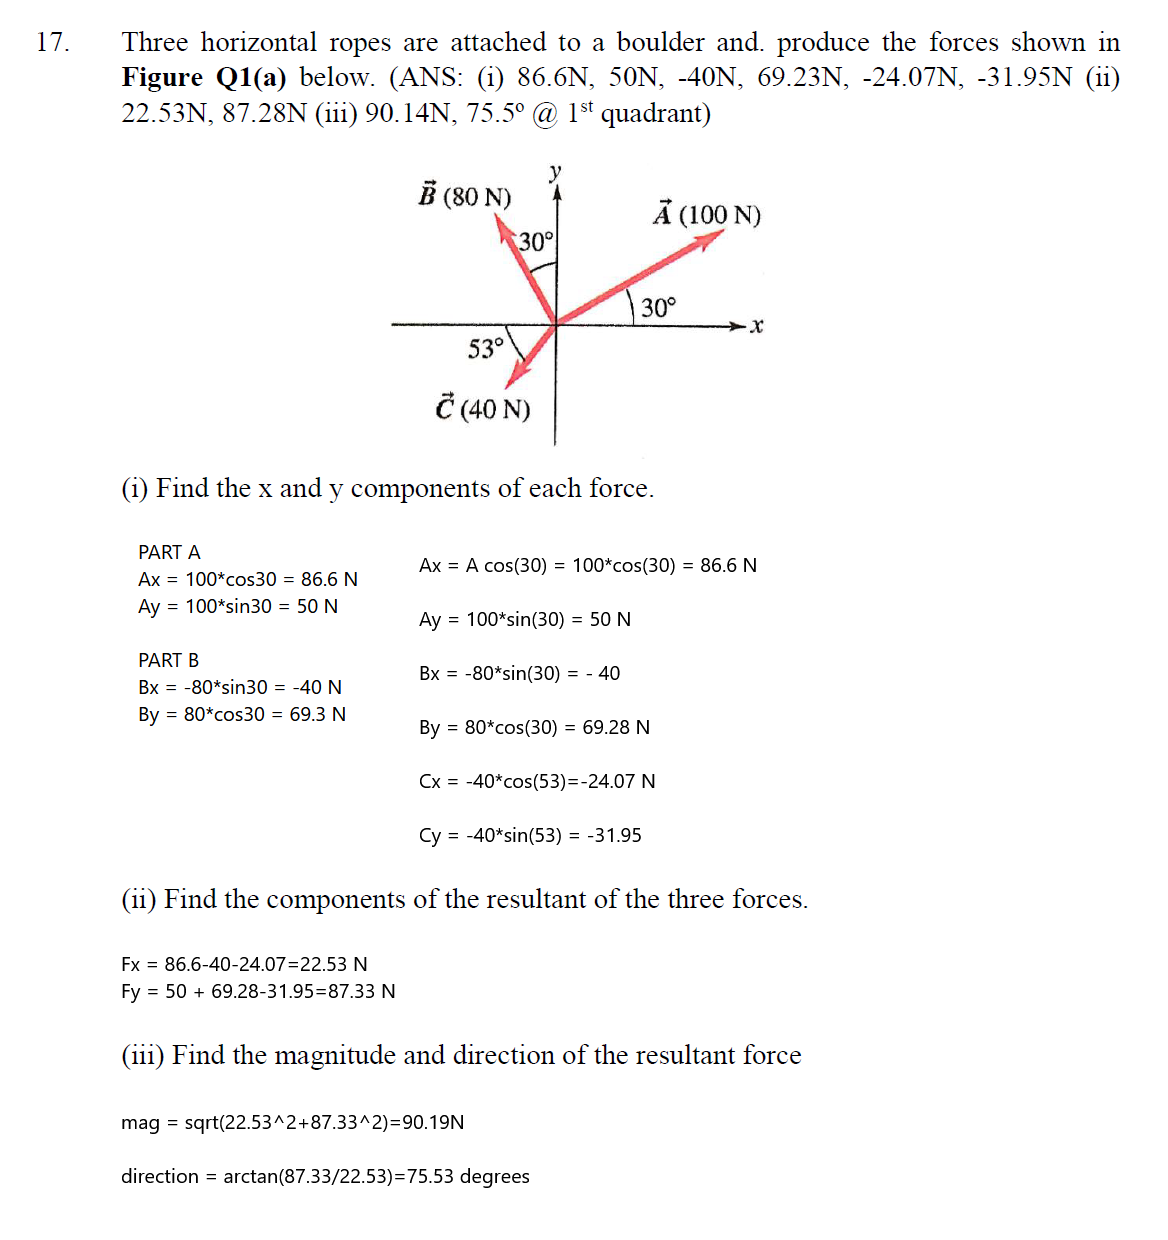 17. Three horizontal ropes are attached to a boulder and. produce the forces shown in
Figure Q1(a) below. (ANS: (i) 86.6N, 50N, -40N, 69.23N, -24.07N, -31.95N (ii)
22.53N, 87.28N (iii) 90.14N, 75.5º @ 1st quadrant)
y
B⃗ (80 N)
A⃗ (100 N)
30°
30°
x
53°
C⃗ (40 N)
(i) Find the x and y components of each force.
PART A
Ax = 100*cos30 = 86.6 N
Ay = 100*sin30 = 50 N
PART B
Bx = -80*sin30 = -40 N
By = 80*cos30 = 69.3 N
Ax = A cos(30) = 100*cos(30) = 86.6 N
Ay = 100*sin(30) = 50 N
Bx = -80*sin(30) = - 40
By = 80*cos(30) = 69.28 N
Cx = -40*cos(53)=-24.07 N
Cy = -40*sin(53) = -31.95
(ii) Find the components of the resultant of the three forces.
Fx = 86.6-40-24.07=22.53 N
Fy = 50 + 69.28-31.95=87.33 N
(iii) Find the magnitude and direction of the resultant force
mag = sqrt(22.53^2+87.33^2)=90.19N
direction = arctan(87.33/22.53)=75.53 degrees